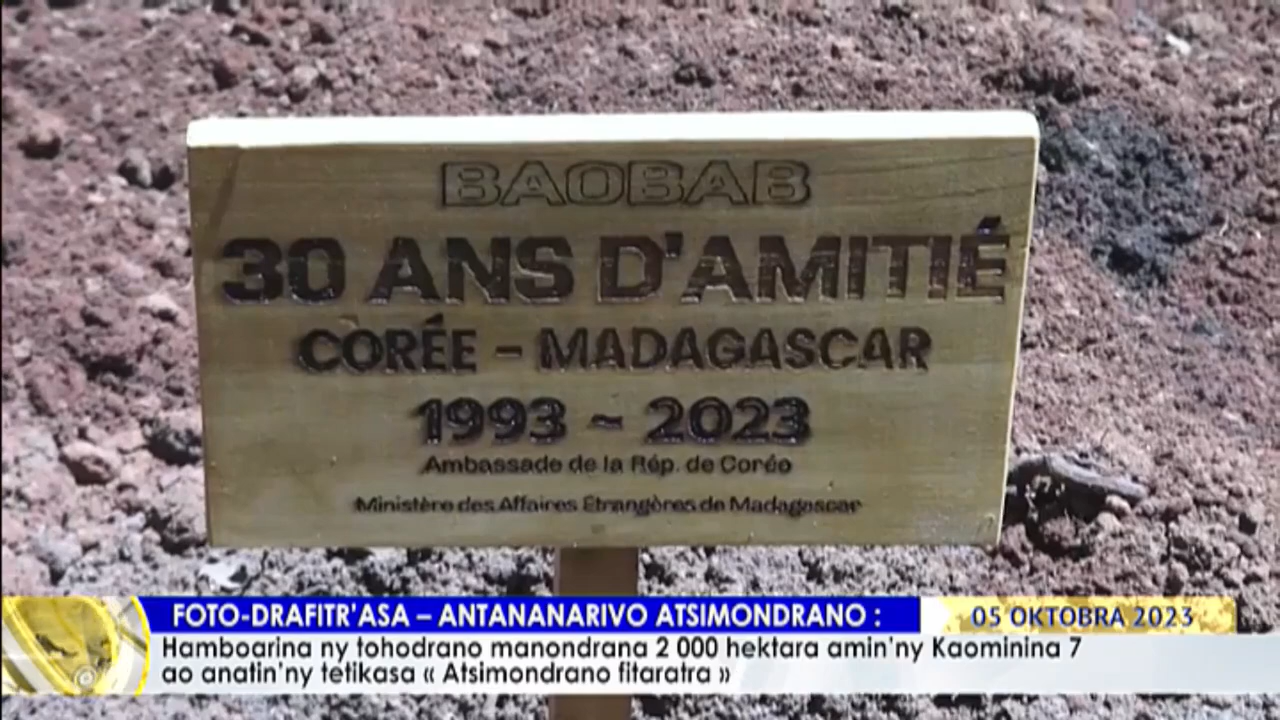 BAOBAB
30 ANS D'AMITIÉ
CORÉE - MADAGASCAR
1993 ~ 2023
Ambassade de la Rép. de Corée
Ministère des Affaires Etrangères de Madagascar
FOTO-DRAFITR'ASA – ANTANANARIVO ATSIMONDRANO :
05 OKTOBRA 2023
Hamboarina ny tohodrano manondrana 2 000 hektara amin'ny Kaominina 7
ao anatin'ny tetikasa « Atsimondrano fitaratra »